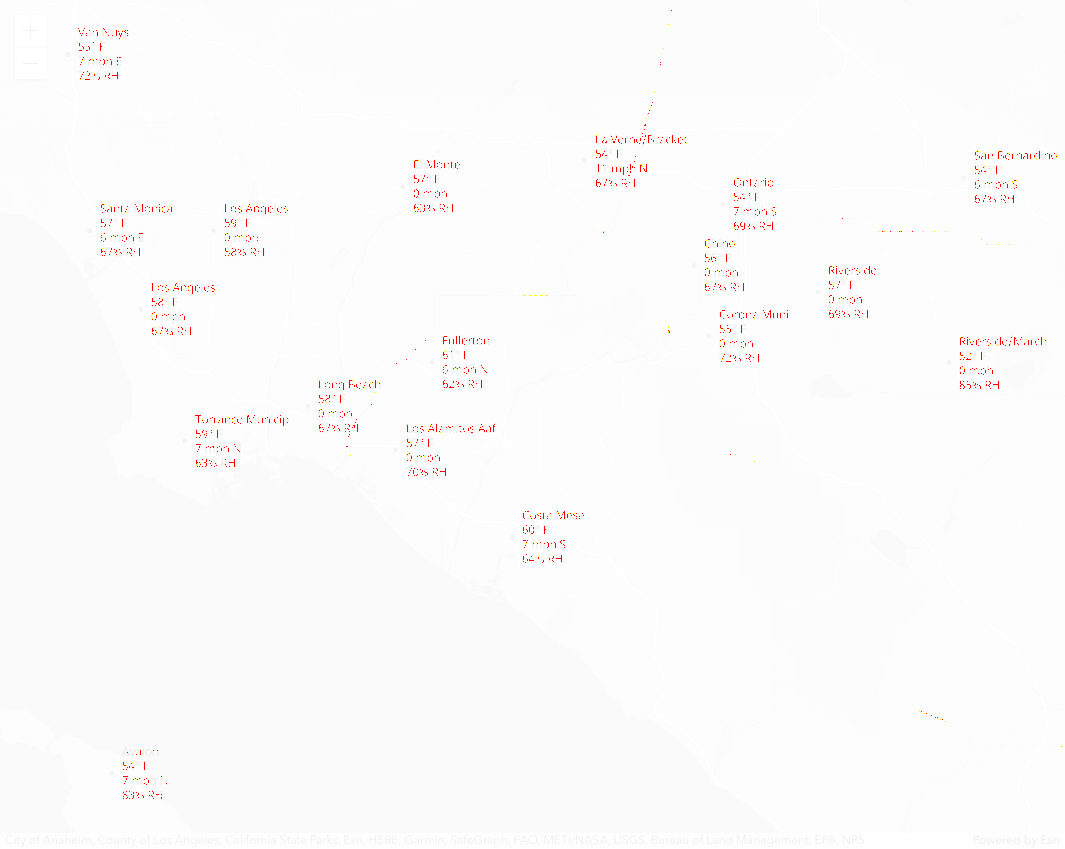 Van Nuys
55° F
7 mph E
72% RH
La Verne/Bracket
54° F
11 mph N
67% RH
San Bernardino
54° F
6 mph S
67% RH
El Monte
57° F
0 mph
63% RH
Ontario
54° F
7 mph S
69% RH
Santa Monica
57° F
6 mph E
67% RH
Los Angeles
59° F
0 mph
58% RH
Chino
56° F
0 mph
67% RH
Riverside
57° F
0 mph
69% RH
Los Angeles
58° F
0 mph
67% RH
Corona Muni
55° F
0 mph
72% RH
Fullerton
61° F
6 mph N
62% RH
Riverside/March
52° F
0 mph
85% RH
Long Beach
58° F
0 mph
67% RH
Torrance Municip
59° F
7 mph N
63% RH
Los Alamitos Aaf
57° F
0 mph
70% RH
Costa Mesa
60° F
7 mph S
64% RH
Avalon
54° F
7 mph N
83% RH
City of Anaheim, County of Los Angeles, California State Parks, Esri, HERE, Garmin, SafeGraph, FAO, METI/NASA, USGS, Bureau of Land Management, EPA, NPS
Powered by Esri